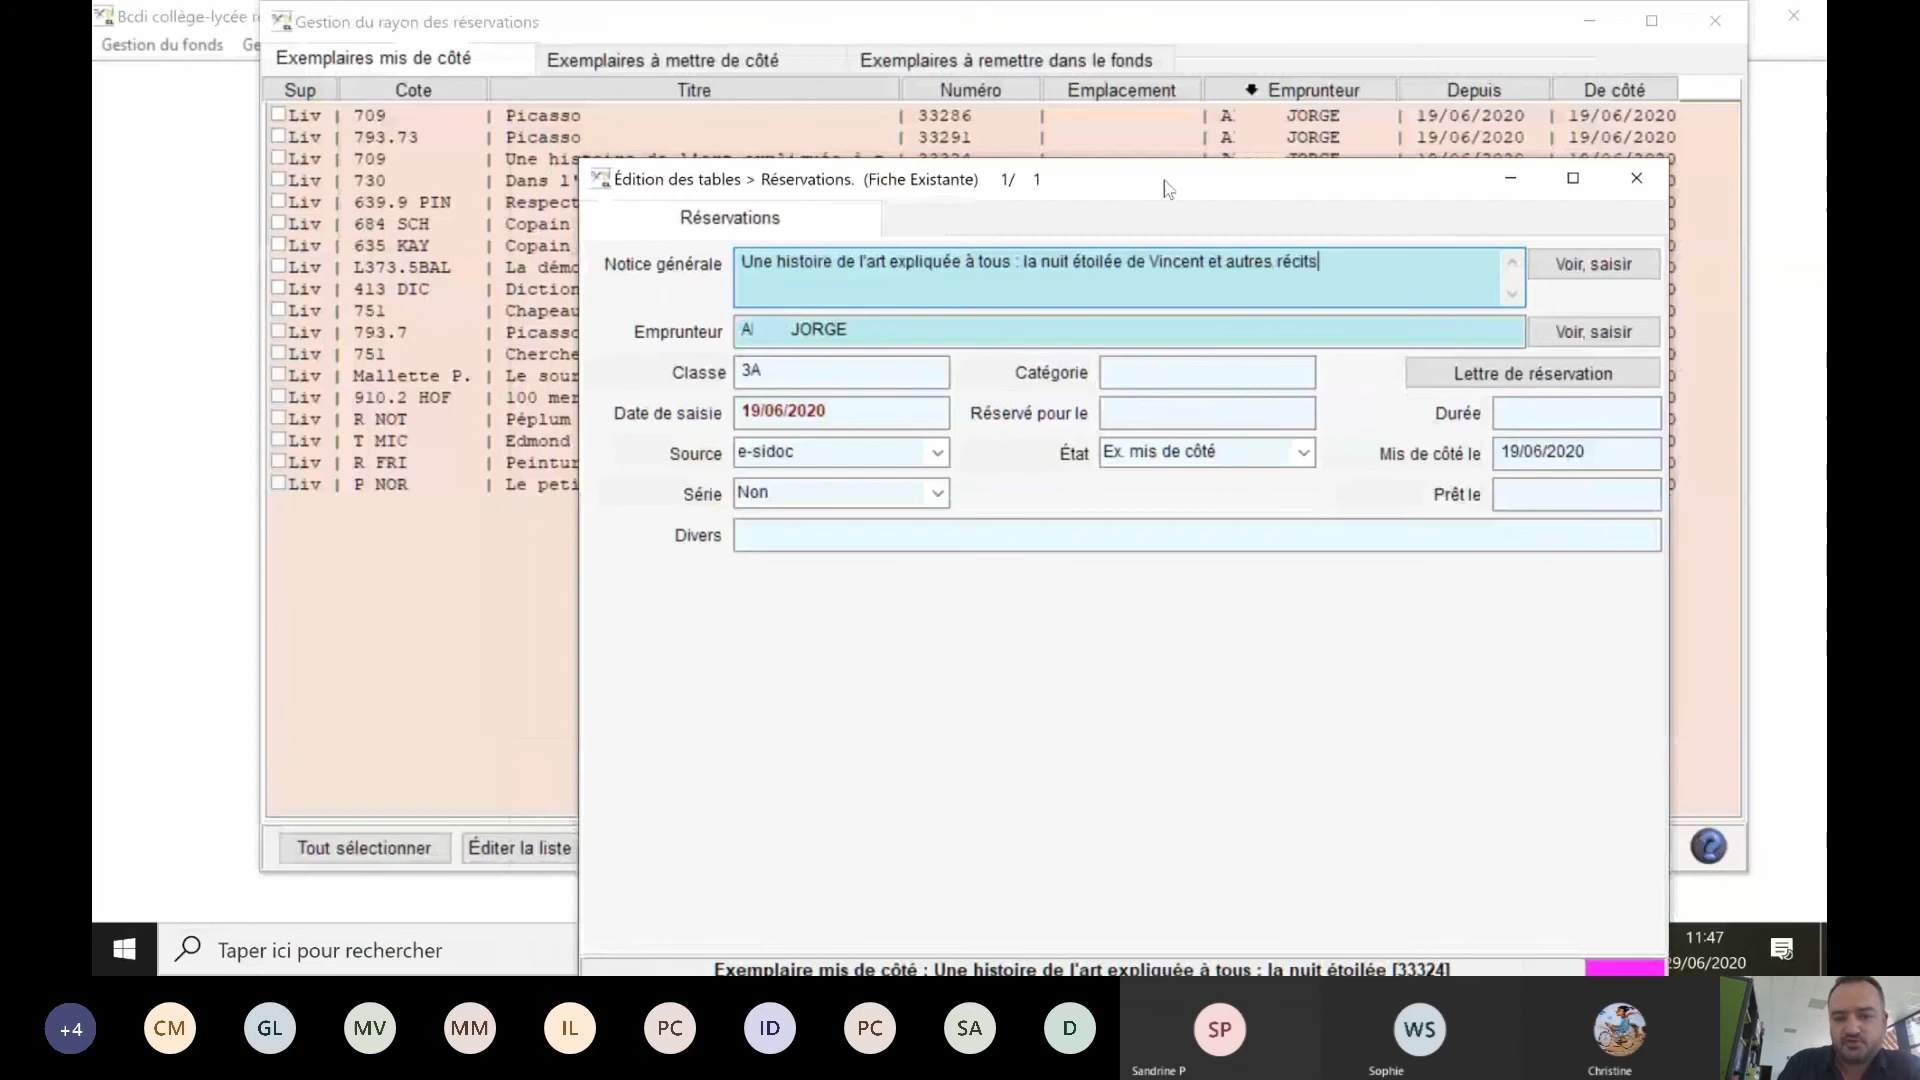 Bcdi collège-lycée r
Gestion du rayon des réservations
Gestion du fonds Ge
Exemplaires mis de côté Exemplaires à mettre de côté Exemplaires à remettre dans le fonds
Sup Cote Titre Numéro Emplacement Emprunteur Depuis De côté
Liv | 709 | Picasso | 33286 | | A JORGE | 19/06/2020 | 19/06/2020
Liv | 793.73 | Picasso | 33291 | | A JORGE | 19/06/2020 | 19/06/2020
Liv | 709 | Une his
Liv | 730 | Dans l'
Liv | 639.9 PIN | Respect
Liv | 684 SCH | Copain
Liv | 635 KAY | Copain
Liv | L373.5BAL | La démo
Liv | 413 DIC | Diction
Liv | 751 | Chapeau
Liv | 793.7 | Picasso
Liv | 751 | Cherche
Liv | Mallette P. | Le sour
Liv | 910.2 HOF | 100 mer
Liv | R NOT | Péplum
Liv | T MIC | Edmond
Liv | R FRI | Peintur
Liv | P NOR | Le peti
Tout sélectionner Éditer la liste
Édition des tables > Réservations. (Fiche Existante) 1/ 1
Réservations
Notice générale Une histoire de l'art expliquée à tous : la nuit étoilée de Vincent et autres récits Voir, saisir
Emprunteur A JORGE Voir, saisir
Classe 3A Catégorie Lettre de réservation
Date de saisie 19/06/2020 Réservé pour le Durée
Source e-sidoc État Ex. mis de côté Mis de côté le 19/06/2020
Série Non Prêt le
Divers
Exemplaire mis de côté : Une histoire de l'art expliquée à tous : la nuit étoilée [33324]
Taper ici pour rechercher
11:47
29/06/2020
+4 CM GL MV MM IL PC ID PC SA D SP WS
Sandrine P Sophie Christine